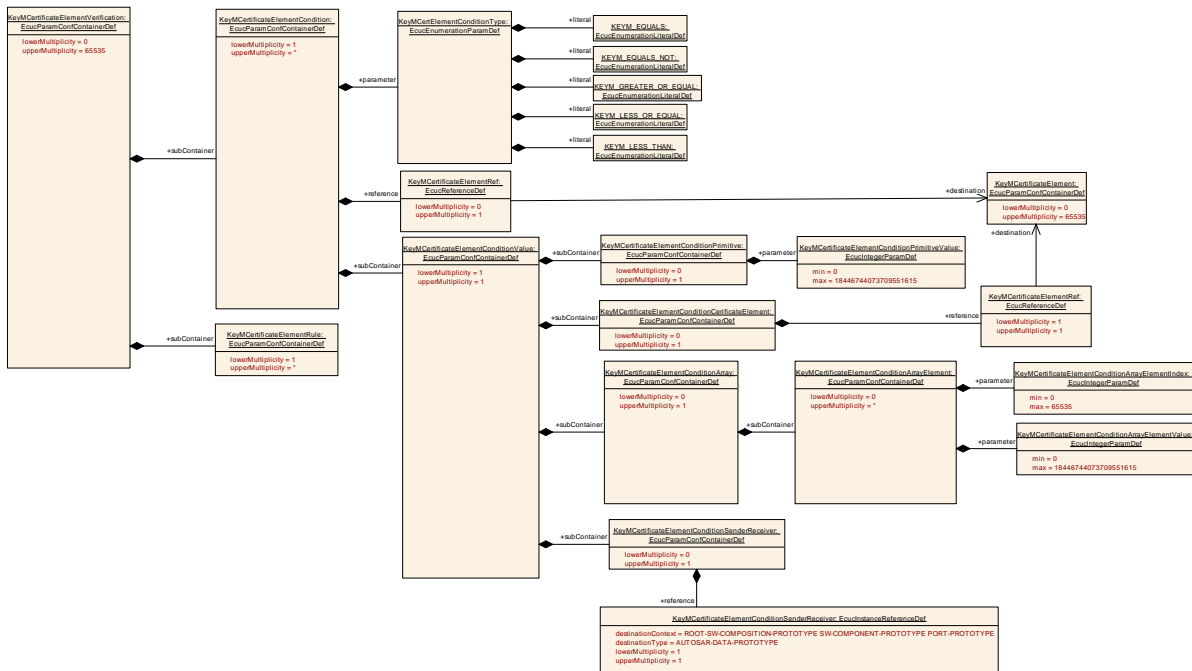 KeyMCertificateElementVerification:
EcucParamConfContainerDef
lowerMultiplicity = 0
upperMultiplicity = 65535
KeyMCertificateElementCondition:
EcucParamConfContainerDef
lowerMultiplicity = 1
upperMultiplicity = *
KeyMCertElementConditionType:
EcucEnumerationParamDef
+literal
KEYM_EQUALS:
EcucEnumerationLiteralDef
+literal
KEYM_EQUALS_NOT:
EcucEnumerationLiteralDef
+parameter
+literal
KEYM_GREATER_OR_EQUAL:
EcucEnumerationLiteralDef
+literal
KEYM_LESS_OR_EQUAL:
EcucEnumerationLiteralDef
+literal
KEYM_LESS_THAN:
EcucEnumerationLiteralDef
+subContainer
+reference
KeyMCertificateElementRef:
EcucReferenceDef
lowerMultiplicity = 0
upperMultiplicity = 1
+destination
KeyMCertificateElement:
EcucParamConfContainerDef
lowerMultiplicity = 0
upperMultiplicity = 65535
+destination
+subContainer
KeyMCertificateElementConditionValue:
EcucParamConfContainerDef
lowerMultiplicity = 1
upperMultiplicity = 1
+subContainer
KeyMCertificateElementConditionPrimitive:
EcucParamConfContainerDef
lowerMultiplicity = 0
upperMultiplicity = 1
+parameter
KeyMCertificateElementConditionPrimitiveValue:
EcucIntegerParamDef
min = 0
max = 18446744073709551615
+subContainer
KeyMCertificateElementConditionCerificateElement:
EcucParamConfContainerDef
lowerMultiplicity = 0
upperMultiplicity = 1
+reference
KeyMCertificateElementRef:
EcucReferenceDef
lowerMultiplicity = 1
upperMultiplicity = 1
+subContainer
KeyMCertificateElementRule:
EcucParamConfContainerDef
lowerMultiplicity = 1
upperMultiplicity = *
+subContainer
KeyMCertificateElementConditionArray:
EcucParamConfContainerDef
lowerMultiplicity = 0
upperMultiplicity = 1
+subContainer
KeyMCertificateElementConditionArrayElement:
EcucParamConfContainerDef
lowerMultiplicity = 0
upperMultiplicity = *
+parameter
KeyMCertificateElementConditionArrayElementIndex:
EcucIntegerParamDef
min = 0
max = 65535
+parameter
KeyMCertificateElementConditionArrayElementValue:
EcucIntegerParamDef
min = 0
max = 18446744073709551615
+subContainer
KeyMCertificateElementConditionSenderReceiver:
EcucParamConfContainerDef
lowerMultiplicity = 0
upperMultiplicity = 1
+reference
KeyMCertificateElementConditionSenderReceiver: EcucInstanceReferenceDef
destinationContext = ROOT-SW-COMPOSITION-PROTOTYPE SW-COMPONENT-PROTOTYPE PORT-PROTOTYPE
destinationType = AUTOSAR-DATA-PROTOTYPE
lowerMultiplicity = 1
upperMultiplicity = 1